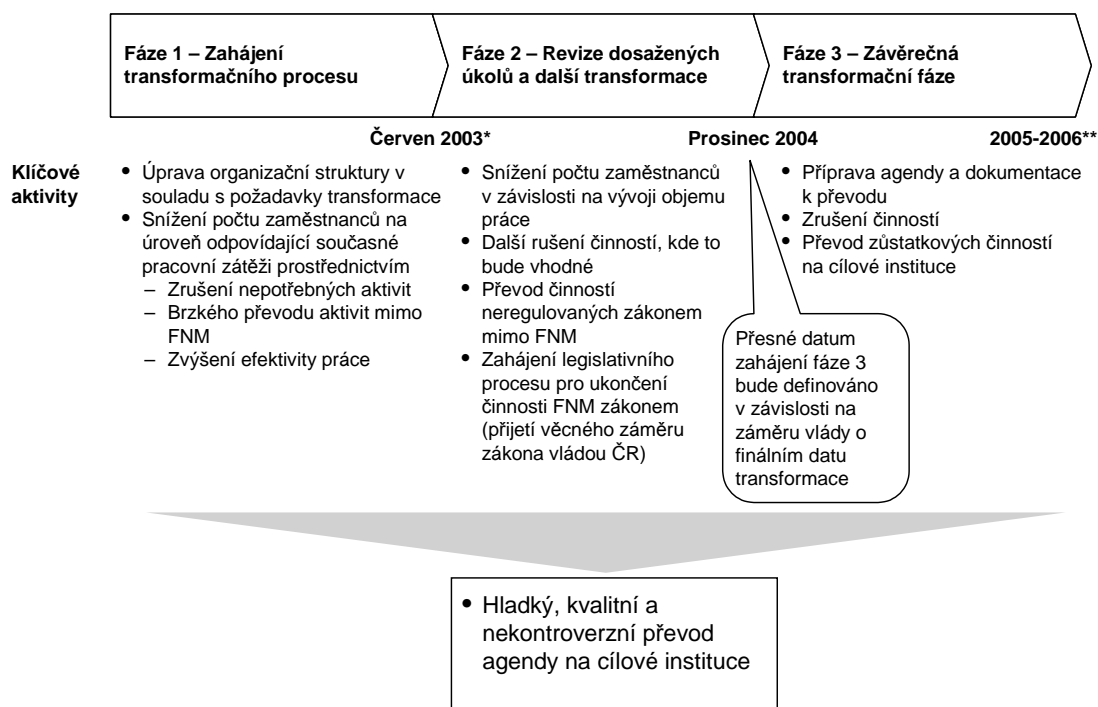 Fáze 1 – Zahájení
transformačního procesu
Fáze 2 – Revize dosažených
úkolů a další transformace
Fáze 3 – Závěrečná
transformační fáze
Červen 2003*
Prosinec 2004
2005-2006**
Klíčové
aktivity
• Úprava organizační struktury v
souladu s požadavky transformace
• Snížení počtu zaměstnanců na
úroveň odpovídající současné
pracovní zátěži prostřednictvím
– Zrušení nepotřebných aktivit
– Brzkého převodu aktivit mimo
FNM
– Zvýšení efektivity práce
• Snížení počtu zaměstnanců
v závislosti na vývoji objemu
práce
• Další rušení činností, kde to
bude vhodné
• Převod činností
neregulovaných zákonem
mimo FNM
• Zahájení legislativního
procesu pro ukončení
činnosti FNM zákonem
(přijetí věcného záměru
zákona vládou ČR)
• Příprava agendy a dokumentace
k převodu
• Zrušení činností
• Převod zůstatkových činností
na cílové instituce
Přesné datum
zahájení fáze 3
bude definováno
v závislosti na
záměru vlády o
finálním datu
transformace
• Hladký, kvalitní a
nekontroverzní převod
agendy na cílové instituce